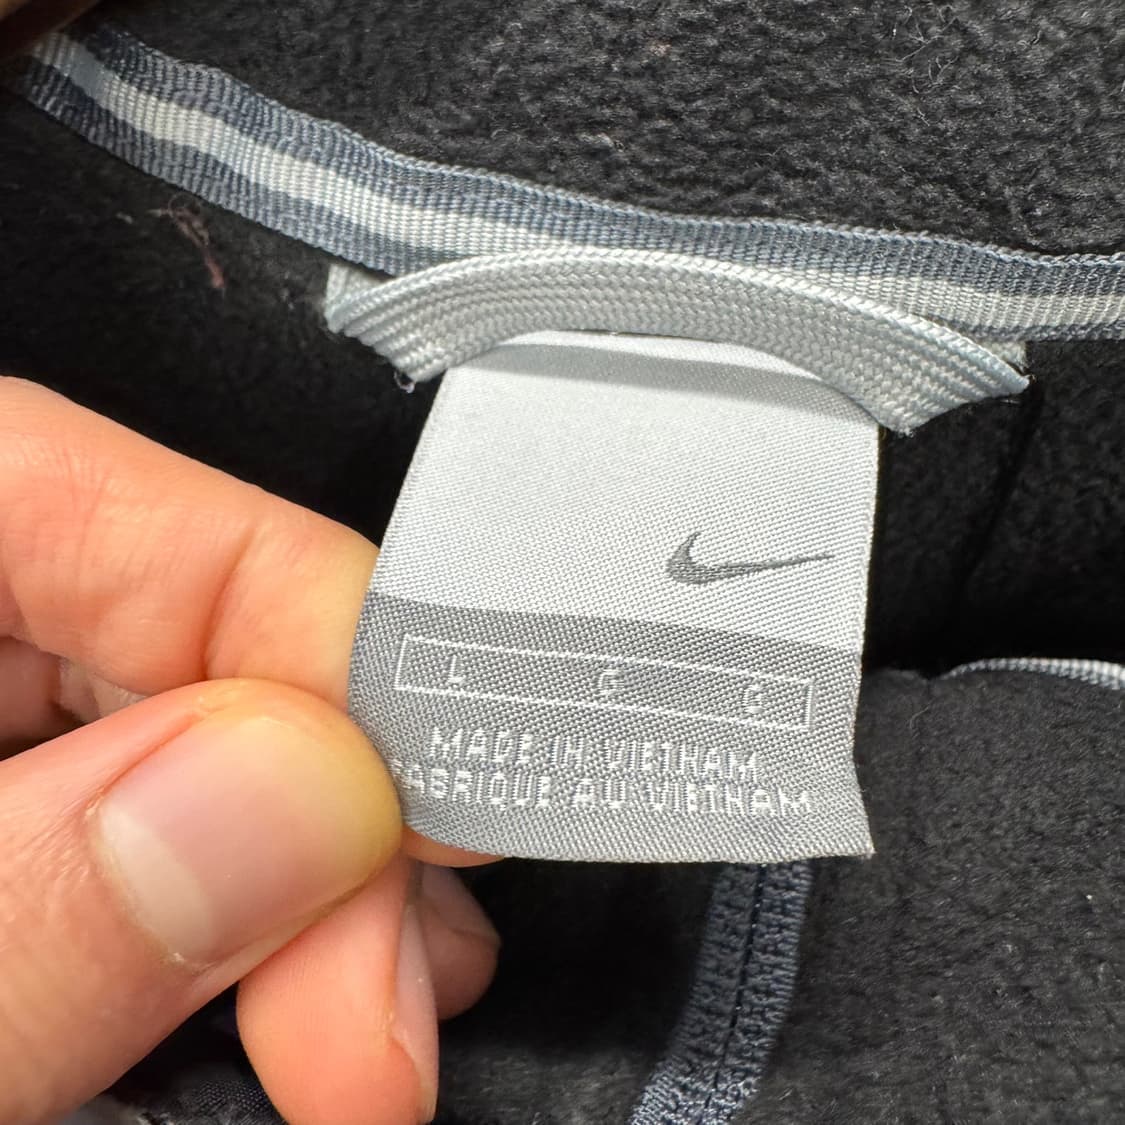 L G G
MADE IN VIETNAM
FABRIQUE AU VIETNAM